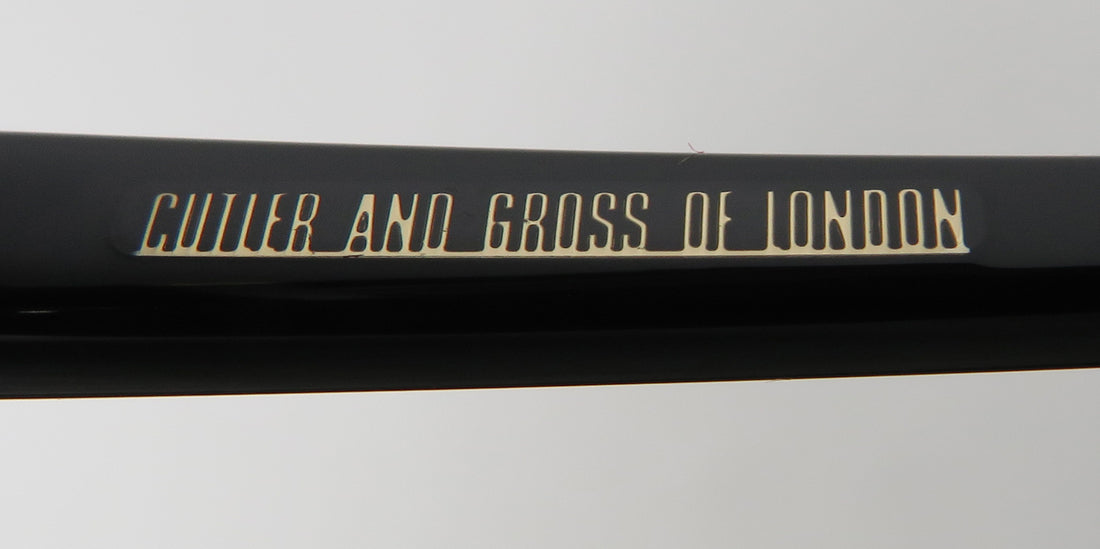 CUTLER AND GROSS OF LONDON